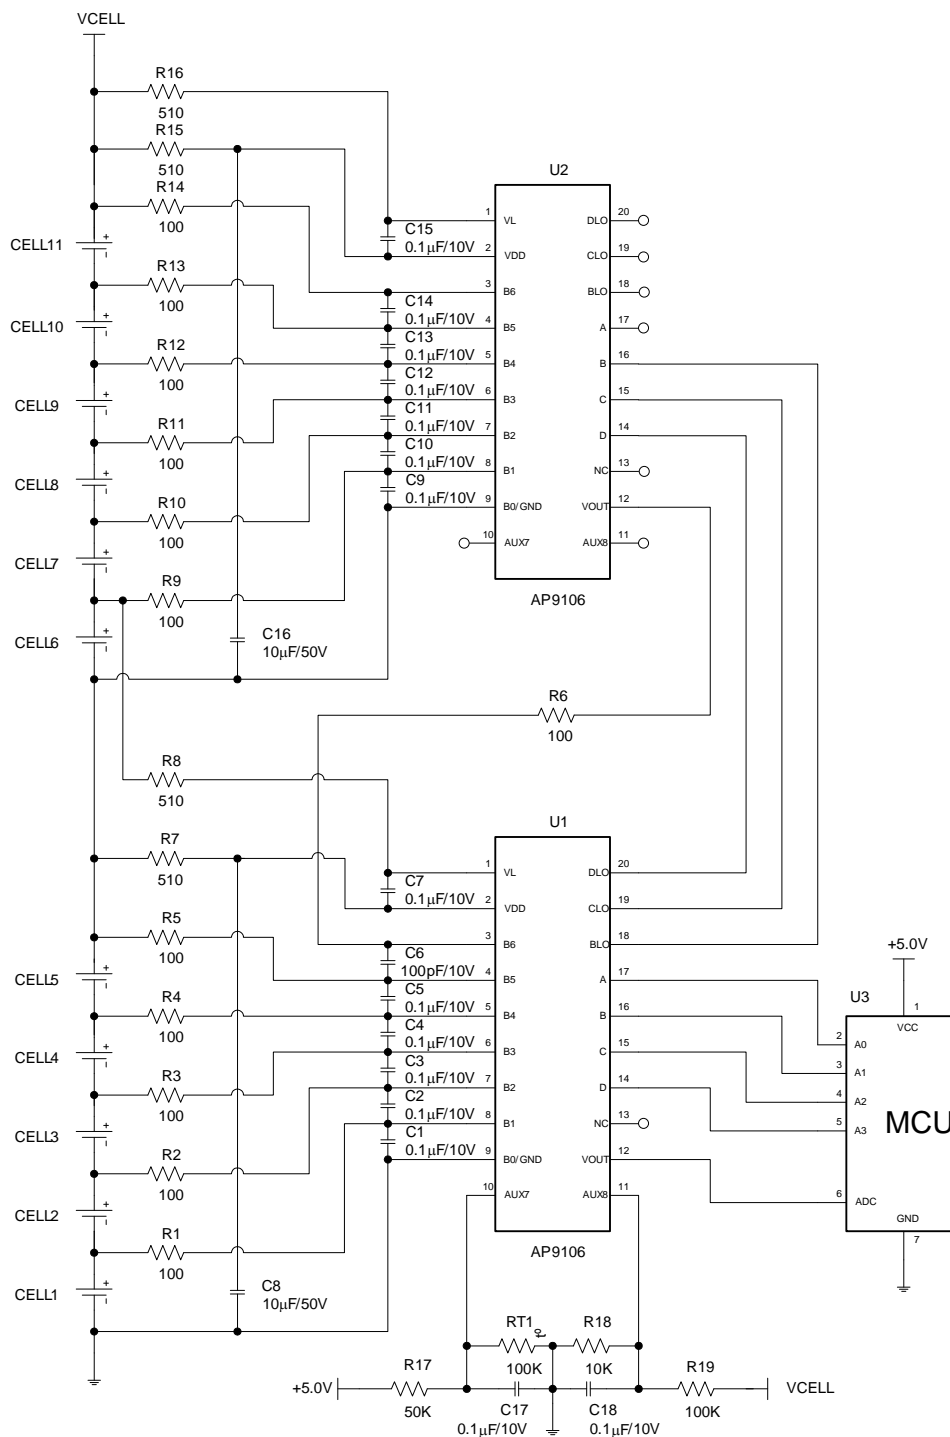 VCELL
R16
510
R15
510
R14
100
CELL11
R13
100
CELL10
R12
100
CELL9
R11
100
CELL8
R10
100
CELL7
R9
100
CELL6
C16
10µF/50V
U2
1 VL DLO 20
2 VDD CLO 19
3 B6 BLO 18
4 B5 A 17
5 B4 B 16
6 B3 C 15
7 B2 D 14
8 B1 NC 13
9 B0/GND VOUT 12
10 AUX7 AUX8 11
AP9106
C15
0.1µF/10V
C14
0.1µF/10V
C13
0.1µF/10V
C12
0.1µF/10V
C11
0.1µF/10V
C10
0.1µF/10V
C9
0.1µF/10V
R6
100
R8
510
R7
510
R5
100
CELL5
R4
100
CELL4
R3
100
CELL3
R2
100
CELL2
R1
100
CELL1
C8
10µF/50V
U1
1 VL DLO 20
2 VDD CLO 19
3 B6 BLO 18
4 B5 A 17
5 B4 B 16
6 B3 C 15
7 B2 D 14
8 B1 NC 13
9 B0/GND VOUT 12
10 AUX7 AUX8 11
AP9106
C7
0.1µF/10V
C6
100pF/10V
C5
0.1µF/10V
C4
0.1µF/10V
C3
0.1µF/10V
C2
0.1µF/10V
C1
0.1µF/10V
+5.0V
U3
1
VCC
2 A0
3 A1
4 A2
5 A3
MCU
6 ADC
GND
7
RT1
t°
100K
R18
10K
+5.0V
R17
50K
C17
0.1µF/10V
C18
0.1µF/10V
R19
100K
VCELL